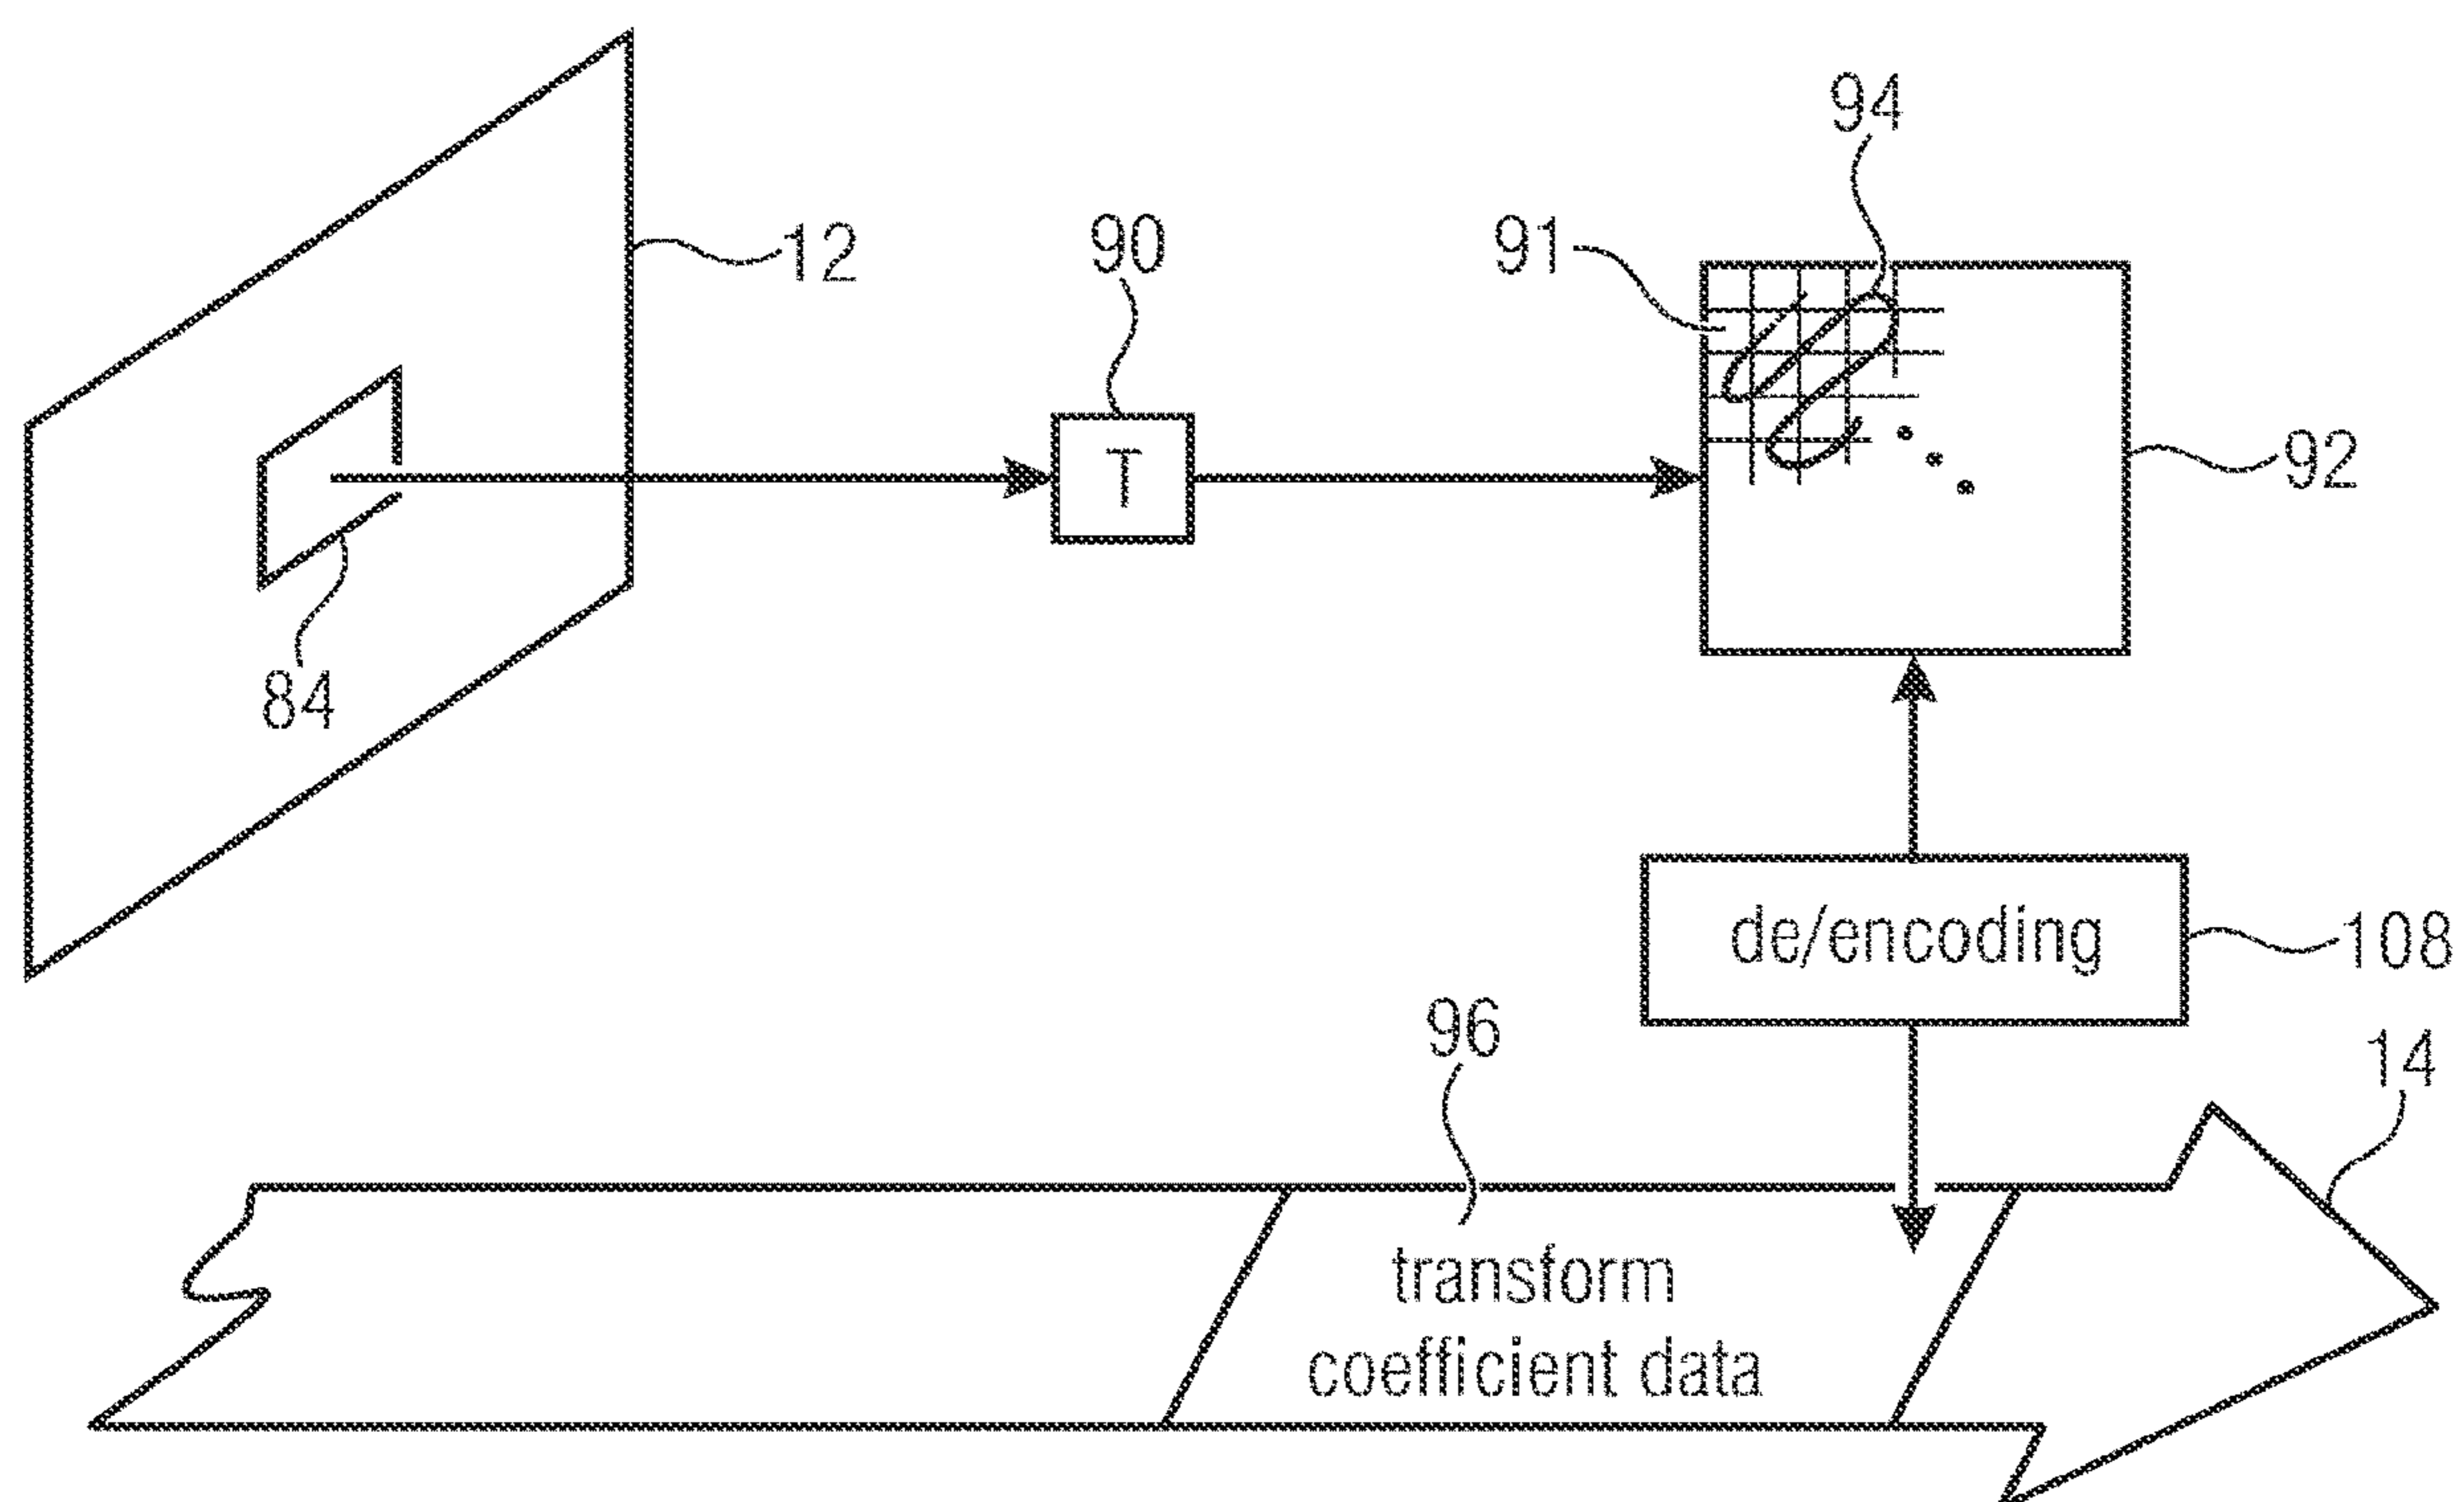 94
12
90
91
T
92
84
de/encoding
108
96
14
transform
coefficient data